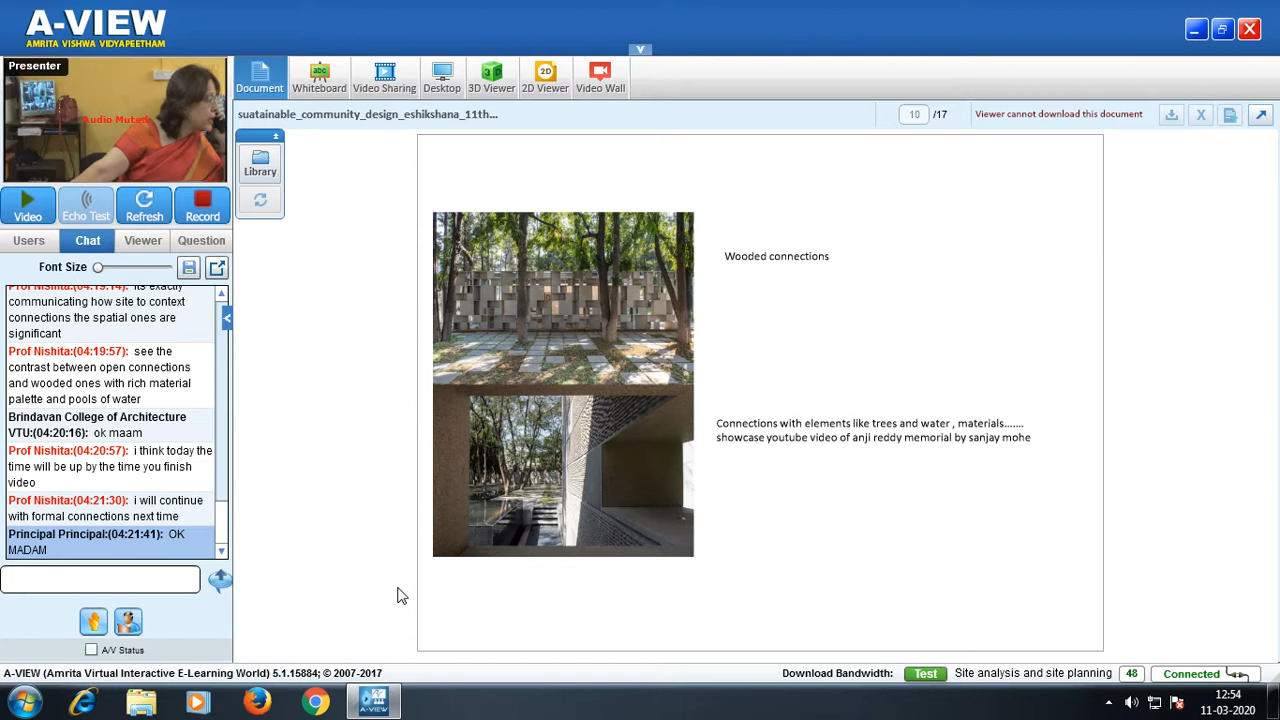 A-VIEW
AMRITA VISHWA VIDYAPEETHAM
Presenter
Audio Muted
Document
Whiteboard
Video Sharing
Desktop
3D Viewer
2D Viewer
Video Wall
suatainable_community_design_eshikshana_11th...
10 /17
Viewer cannot download this document
Library
Video
Echo Test
Refresh
Record
Users
Chat
Viewer
Question
Font Size
Prof Nishita:(04:19:14): its exactly
communicating how site to context
connections the spatial ones are
significant
Prof Nishita:(04:19:57): see the
contrast between open connections
and wooded ones with rich material
palette and pools of water
Brindavan College of Architecture
VTU:(04:20:16): ok maam
Prof Nishita:(04:20:57): i think today the
time will be up by the time you finish
video
Prof Nishita:(04:21:30): i will continue
with formal connections next time
Principal Principal:(04:21:41): OK
MADAM
A/V Status
Wooded connections
Connections with elements like trees and water , materials.......
showcase youtube video of anji reddy memorial by sanjay mohe
A-VIEW (Amrita Virtual Interactive E-Learning World) 5.1.15884; © 2007-2017
Download Bandwidth:
Test
Site analysis and site planning
48
Connected
12:54
11-03-2020